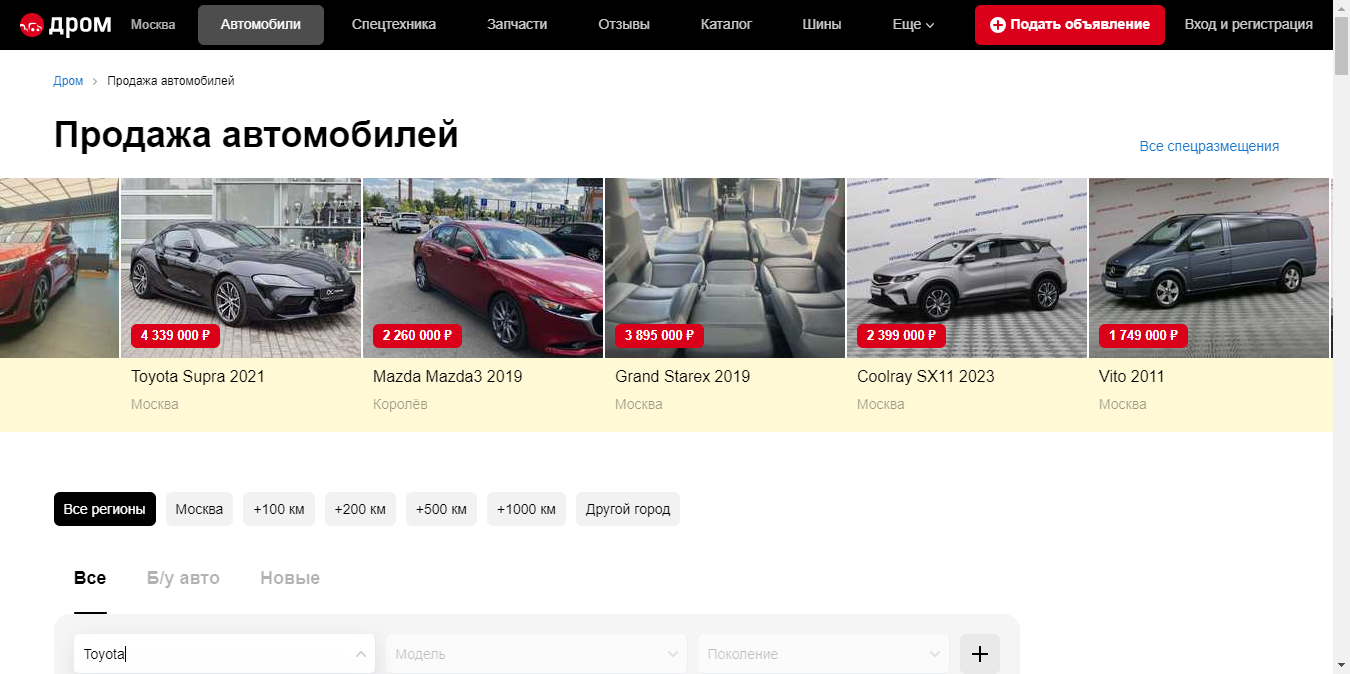 дром Москва Автомобили Спецтехника Запчасти Отзывы Каталог Шины Еще Подать объявление Вход и регистрация
Дром > Продажа автомобилей
Продажа автомобилей
Все спецразмещения
4 339 000 ₽ 2 260 000 ₽ 3 895 000 ₽ 2 399 000 ₽ 1 749 000 ₽
Toyota Supra 2021 Mazda Mazda3 2019 Grand Starex 2019 Coolray SX11 2023 Vito 2011
Москва Королёв Москва Москва Москва
Все регионы Москва +100 км +200 км +500 км +1000 км Другой город
Все Б/у авто Новые
Toyota Модель Поколение +